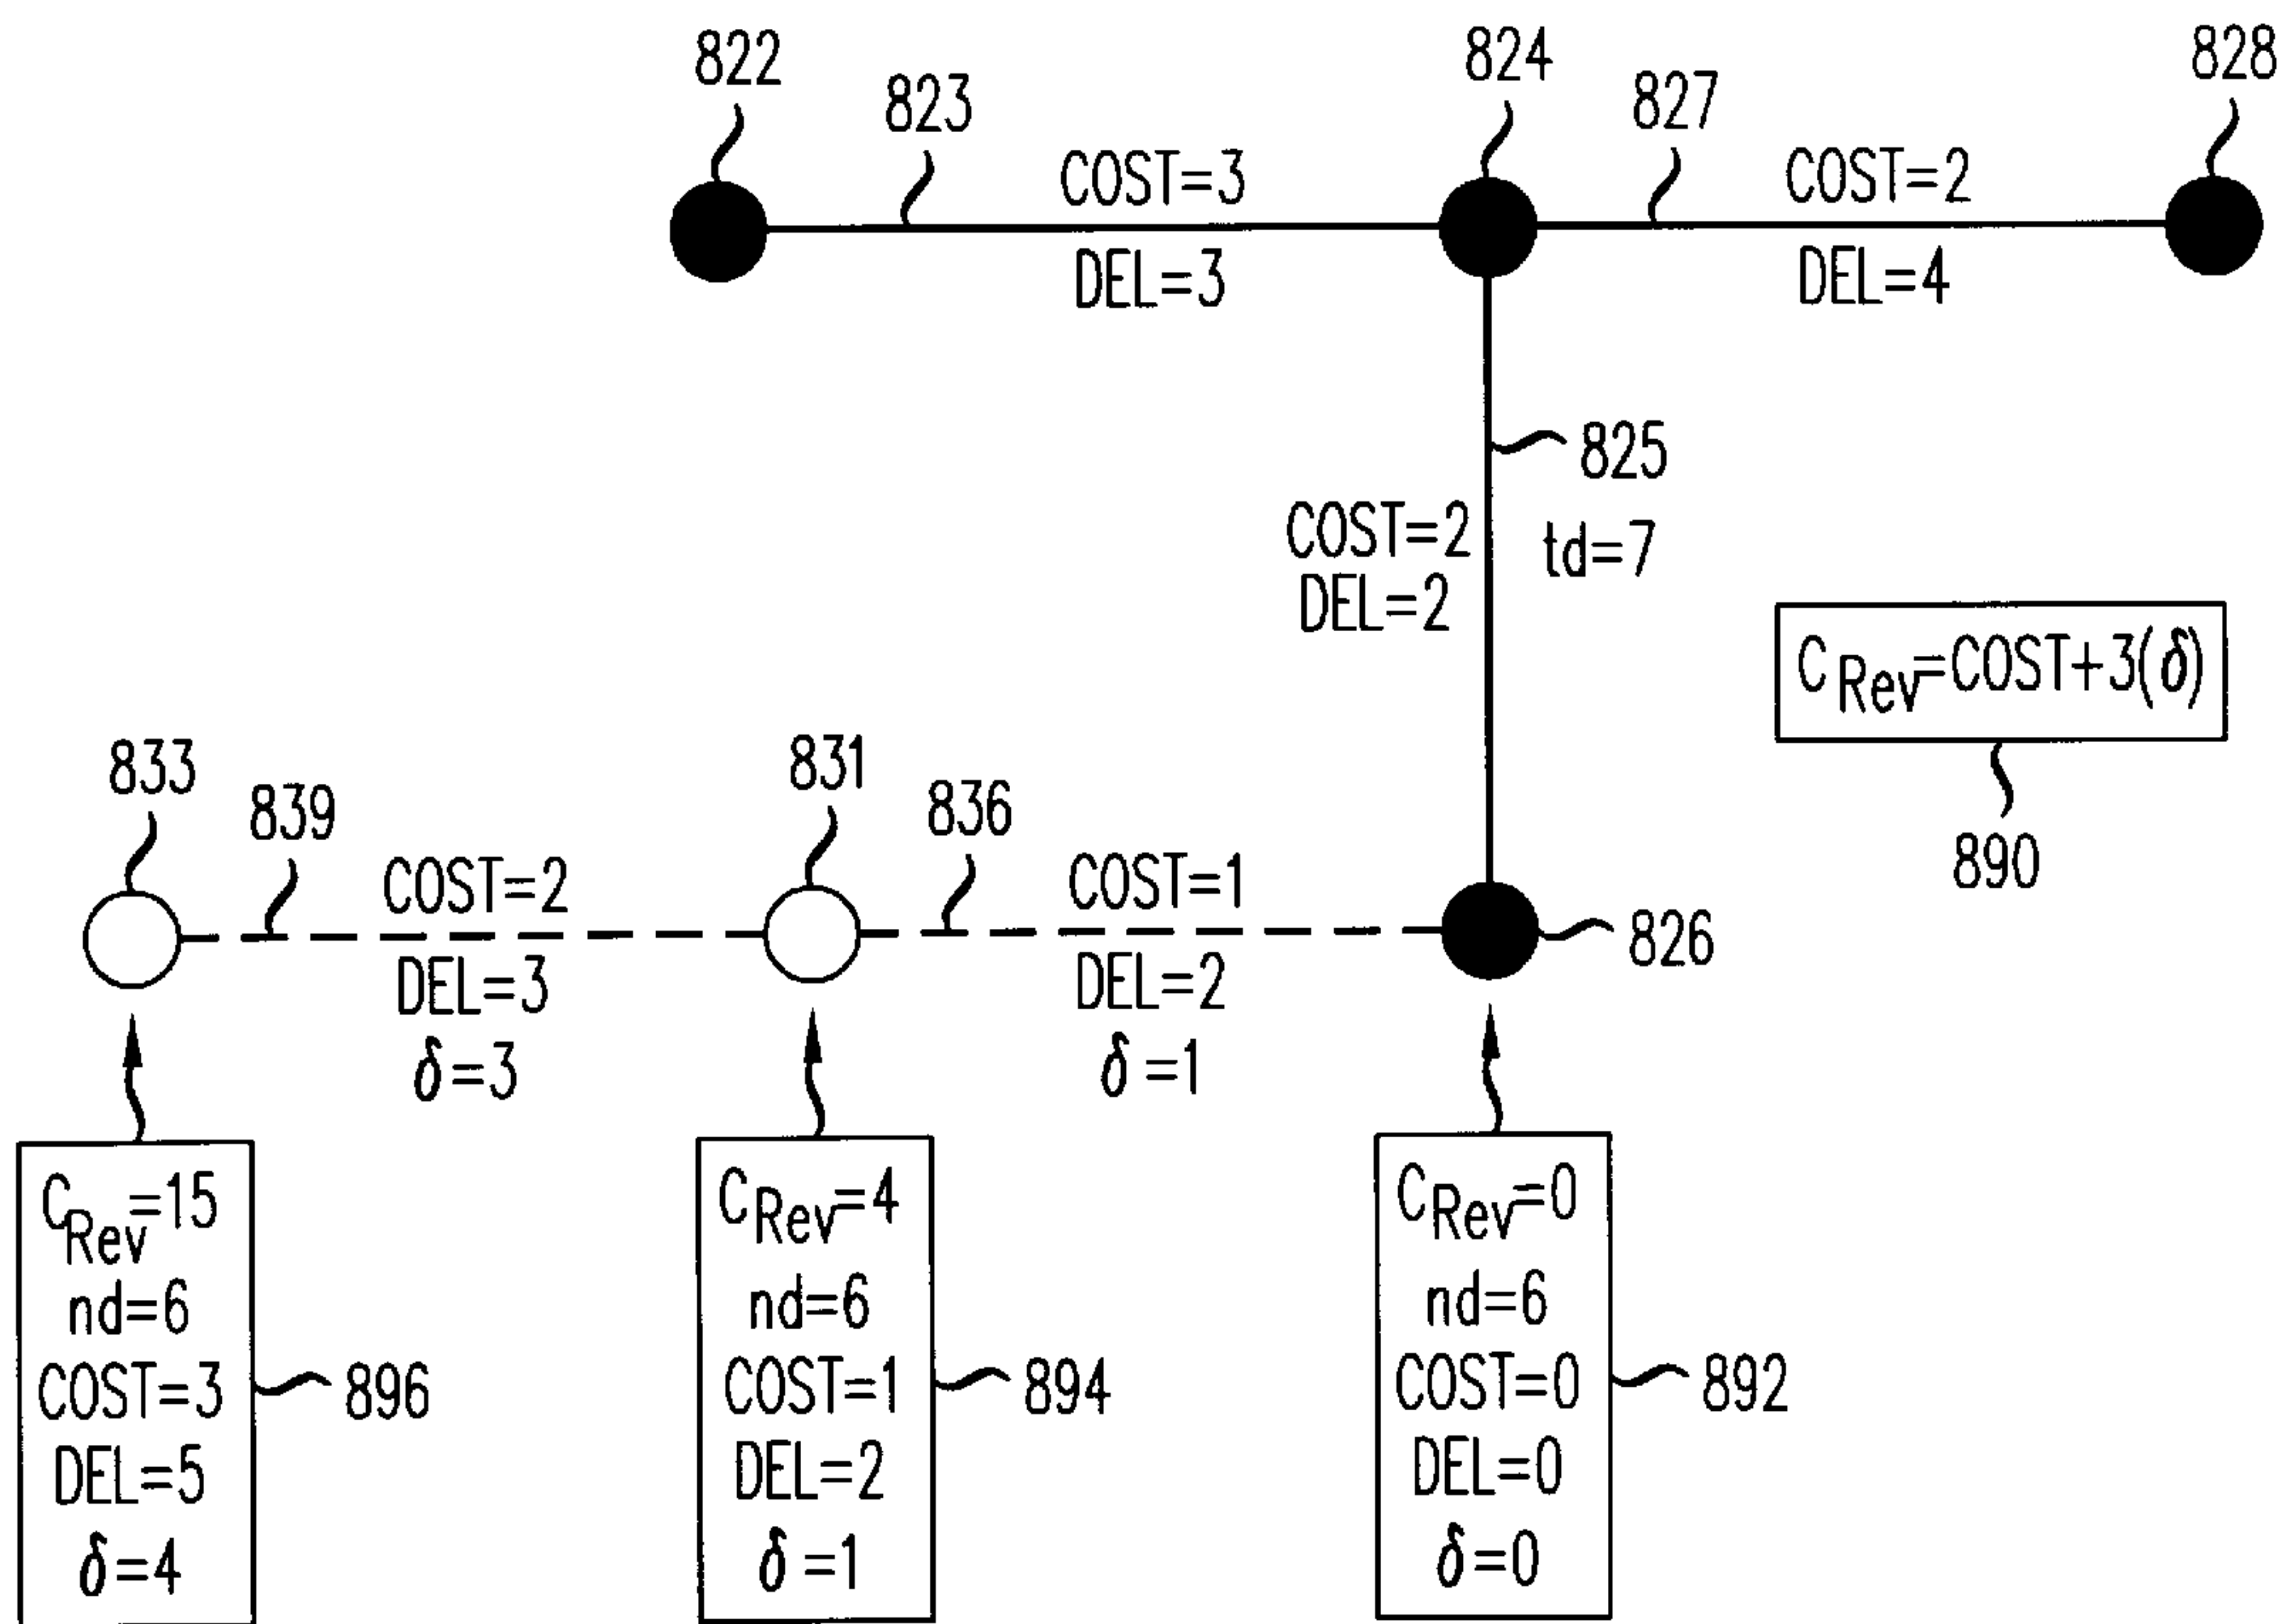 822
824
828
823
827
COST=3
COST=2
DEL=3
DEL=4
825
COST=2
td=7
DEL=2
C Rev=COST+3(δ)
890
833
831
839
836
COST=2
COST=1
826
DEL=3
DEL=2
δ=3
δ=1
CRev=15
nd=6
COST=3
DEL=5
δ=4
896
CRev=4
nd=6
COST=1
DEL=2
δ=1
894
CRev=0
nd=6
COST=0
DEL=0
δ=0
892